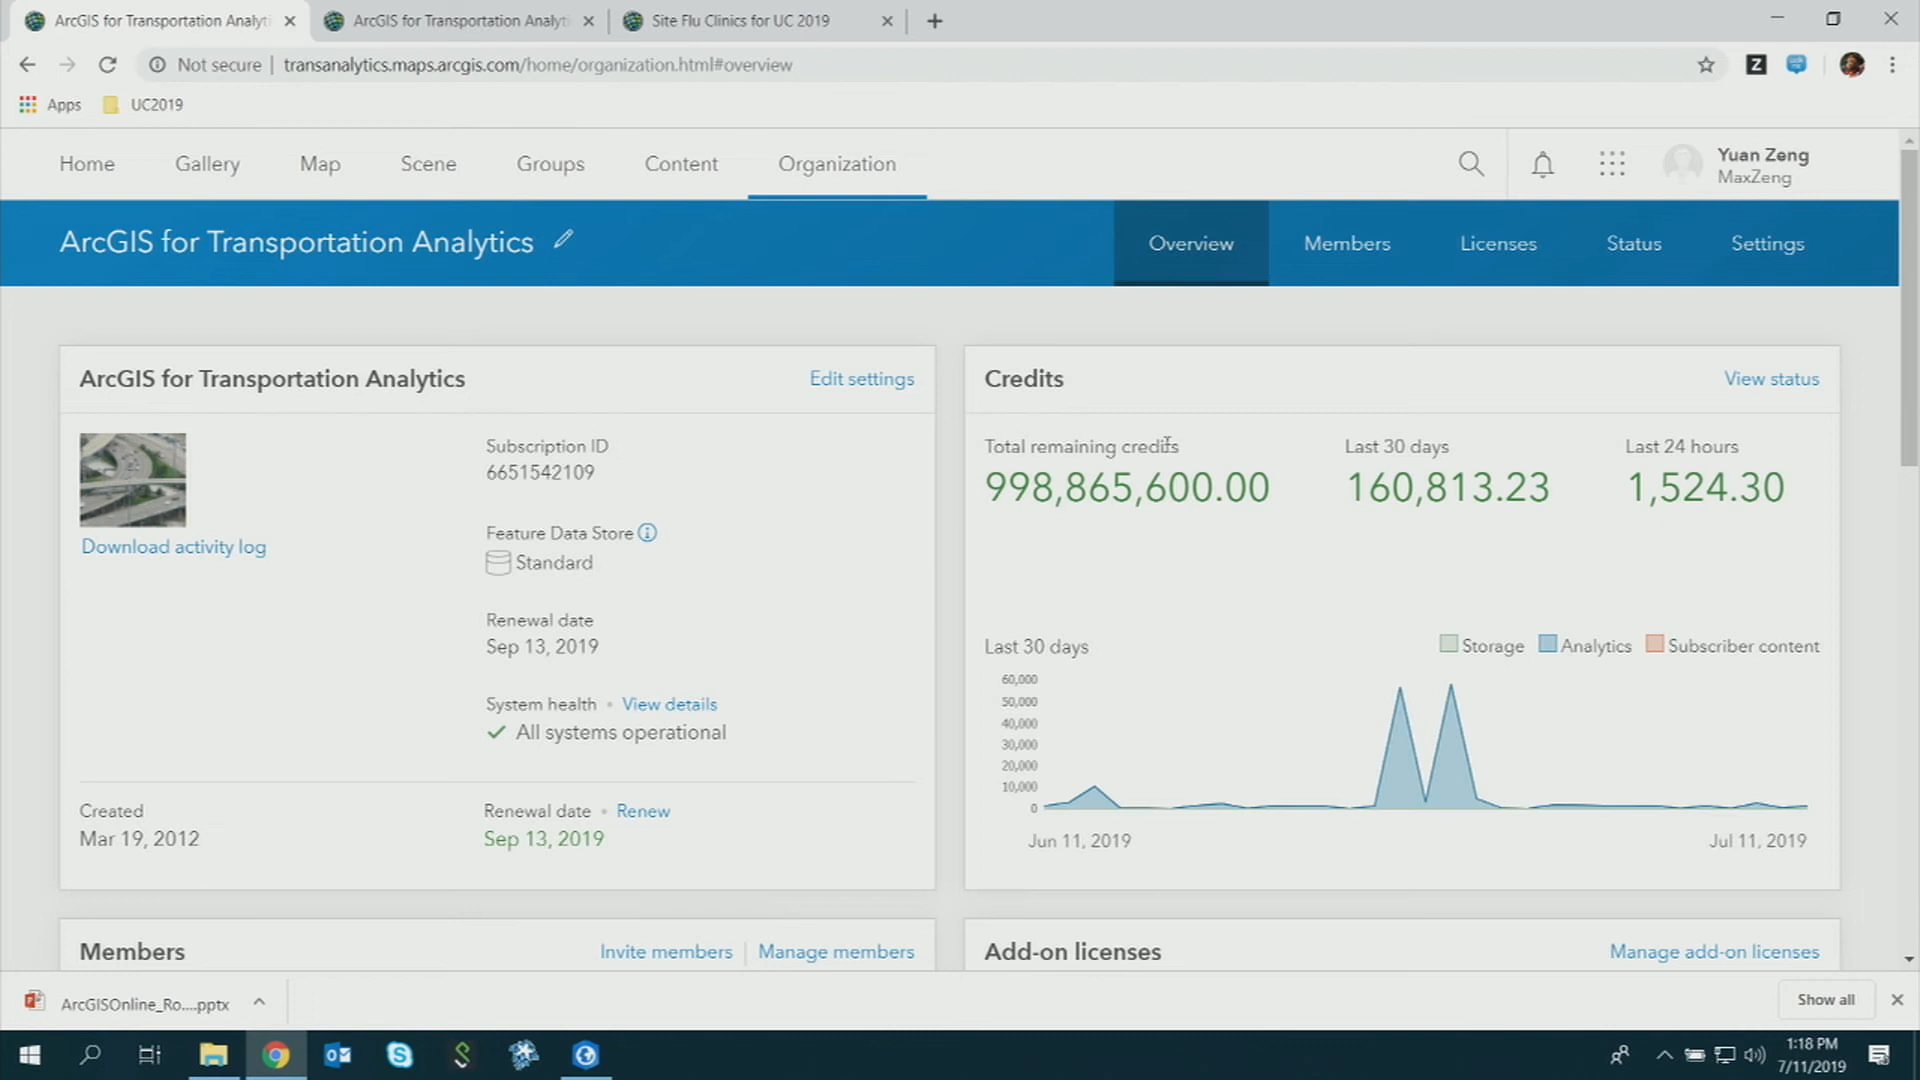 ArcGIS for Transportation Analyti
ArcGIS for Transportation Analyti
Site Flu Clinics for UC 2019
Not secure | transanalytics.maps.arcgis.com/home/organization.html#overview
Apps
UC2019
Home
Gallery
Map
Scene
Groups
Content
Organization
Yuan Zeng
MaxZeng
ArcGIS for Transportation Analytics
Overview
Members
Licenses
Status
Settings
ArcGIS for Transportation Analytics
Edit settings
Download activity log
Subscription ID
6651542109
Feature Data Store
Standard
Renewal date
Sep 13, 2019
System health • View details
All systems operational
Created
Mar 19, 2012
Renewal date • Renew
Sep 13, 2019
Credits
View status
Total remaining credits
998,865,600.00
Last 30 days
160,813.23
Last 24 hours
1,524.30
Last 30 days
Storage
Analytics
Subscriber content
60,000
50,000
40,000
30,000
20,000
10,000
0
Jun 11, 2019
Jul 11, 2019
Members
Invite members
Manage members
Add-on licenses
Manage add-on licenses
ArcGISOnline_Ro....pptx
Show all
1:18 PM
7/11/2019